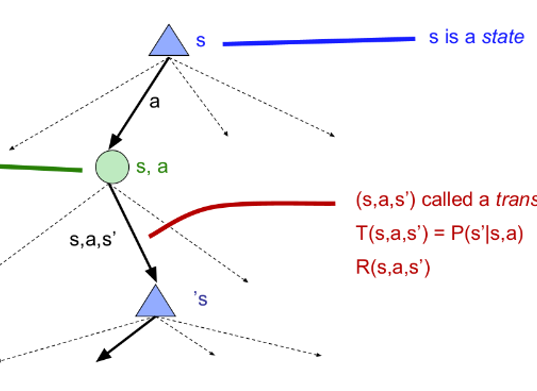 s
s is a state
a
s, a
(s,a,s’) called a trans
T(s,a,s’) = P(s’|s,a)
s,a,s’
R(s,a,s’)
’s